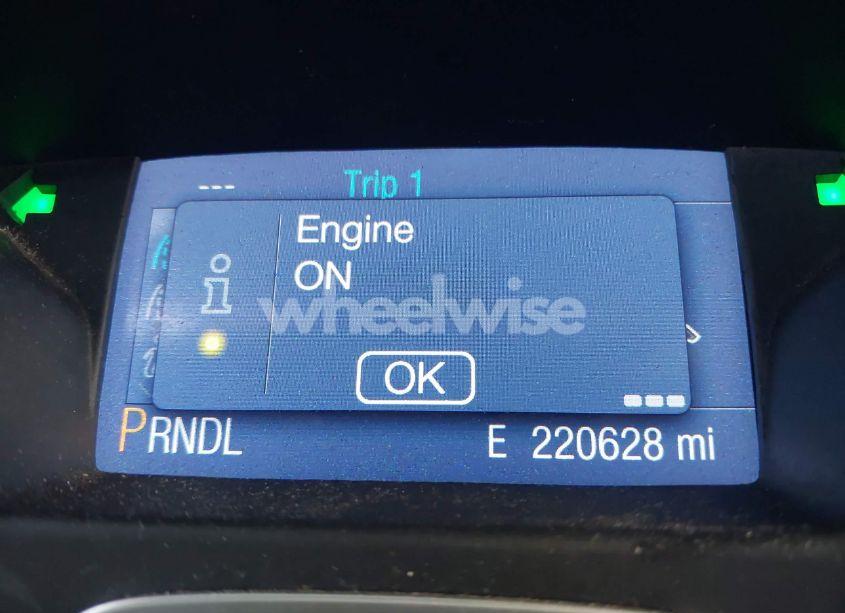 --- Trip 1
Engine
ON
wheelwise
OK
PRNDL E 220628 mi